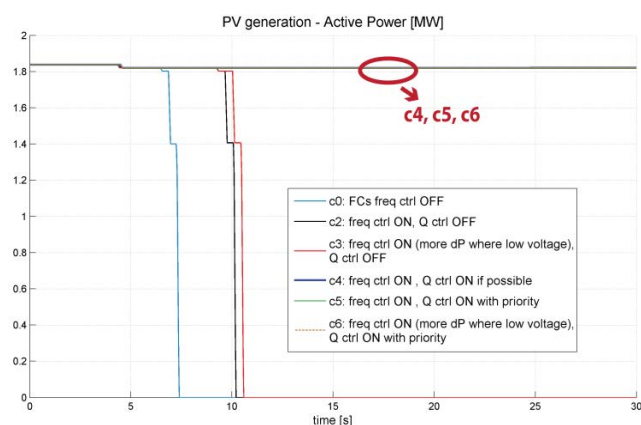 PV generation - Active Power [MW]
2
1.8
1.6
1.4
1.2
1
0.8
0.6
0.4
0.2
0
c4, c5, c6
c0: FCs freq ctrl OFF
c2: freq ctrl ON, Q ctrl OFF
c3: freq ctrl ON (more dP where low voltage),
Q ctrl OFF
c4: freq ctrl ON , Q ctrl ON if possible
c5: freq ctrl ON , Q ctrl ON with priority
c6: freq ctrl ON (more dP where low voltage),
Q ctrl ON with priority
0 5 10 15 20 25 30
time [s]